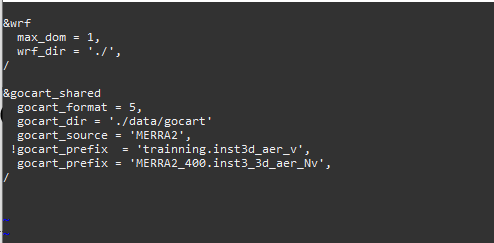 &wrf
  max_dom = 1,
  wrf_dir = './',
/
&gocart_shared
  gocart_format = 5,
  gocart_dir = './data/gocart'
  gocart_source = 'MERRA2',
 !gocart_prefix  = 'trainning.inst3d_aer_v',
  gocart_prefix = 'MERRA2_400.inst3_3d_aer_Nv',
/
~
~